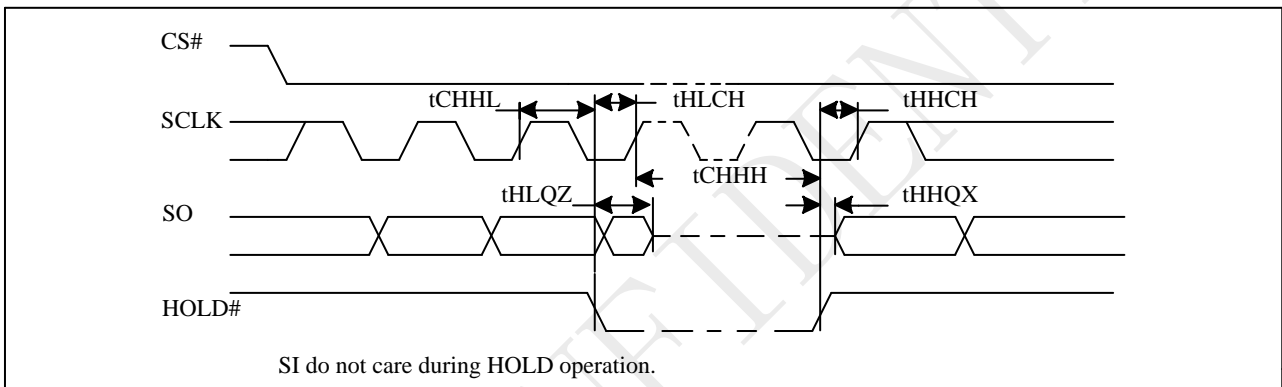 CS#
tCHHL
tHLCH
tHHCH
SCLK
tCHHH
tHLQZ
tHHQX
SO
HOLD#
SI do not care during HOLD operation.